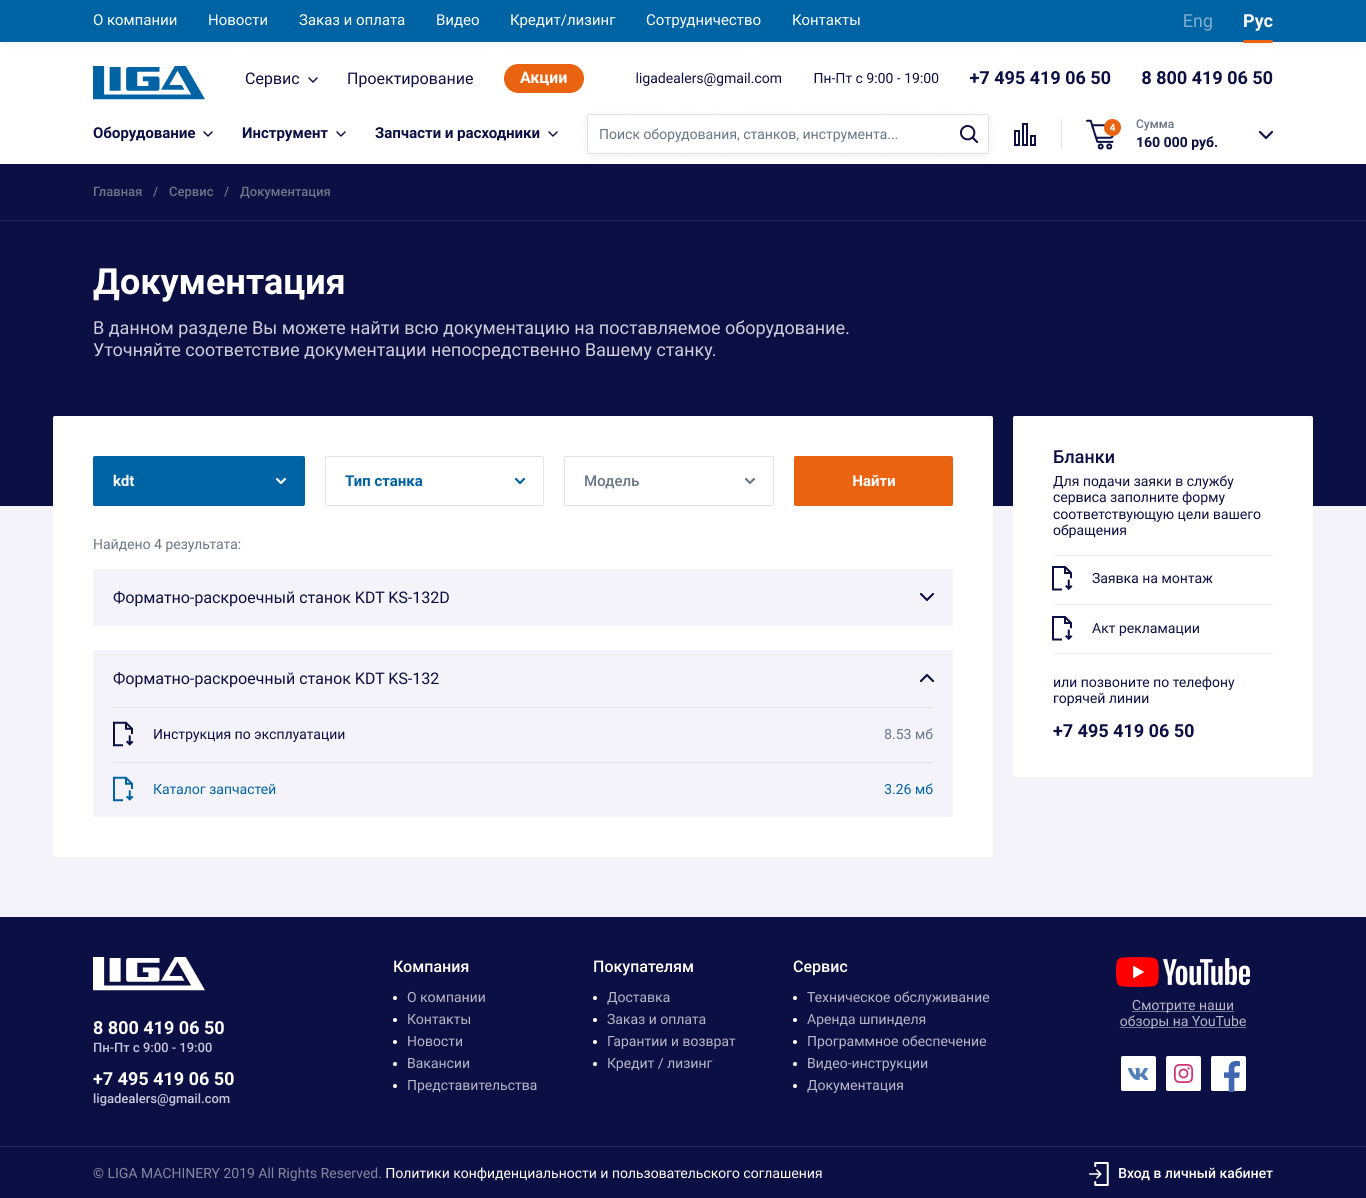 О компании Новости Заказ и оплата Видео Кредит/лизинг Сотрудничество Контакты Eng Рус
LIGA Сервис Проектирование Акции ligadealers@gmail.com Пн-Пт с 9:00 - 19:00 +7 495 419 06 50 8 800 419 06 50
Оборудование Инструмент Запчасти и расходники Поиск оборудования, станков, инструмента... 4 Сумма
160 000 руб.
Главная / Сервис / Документация
Документация
В данном разделе Вы можете найти всю документацию на поставляемое оборудование.
Уточняйте соответствие документации непосредственно Вашему станку.
kdt Тип станка Модель Найти
Найдено 4 результата:
Форматно-раскроечный станок KDT KS-132D
Форматно-раскроечный станок KDT KS-132
Инструкция по эксплуатации 8.53 мб
Каталог запчастей 3.26 мб
Бланки
Для подачи заяки в службу
сервиса заполните форму
соответствующую цели вашего
обращения
Заявка на монтаж
Акт рекламации
или позвоните по телефону
горячей линии
+7 495 419 06 50
LIGA
8 800 419 06 50
Пн-Пт с 9:00 - 19:00
+7 495 419 06 50
ligadealers@gmail.com
Компания
О компании
Контакты
Новости
Вакансии
Представительства
Покупателям
Доставка
Заказ и оплата
Гарантии и возврат
Кредит / лизинг
Сервис
Техническое обслуживание
Аренда шпинделя
Программное обеспечение
Видео-инструкции
Документация
YouTube
Смотрите наши
обзоры на YouTube
© LIGA MACHINERY 2019 All Rights Reserved. Политики конфиденциальности и пользовательского соглашения Вход в личный кабинет